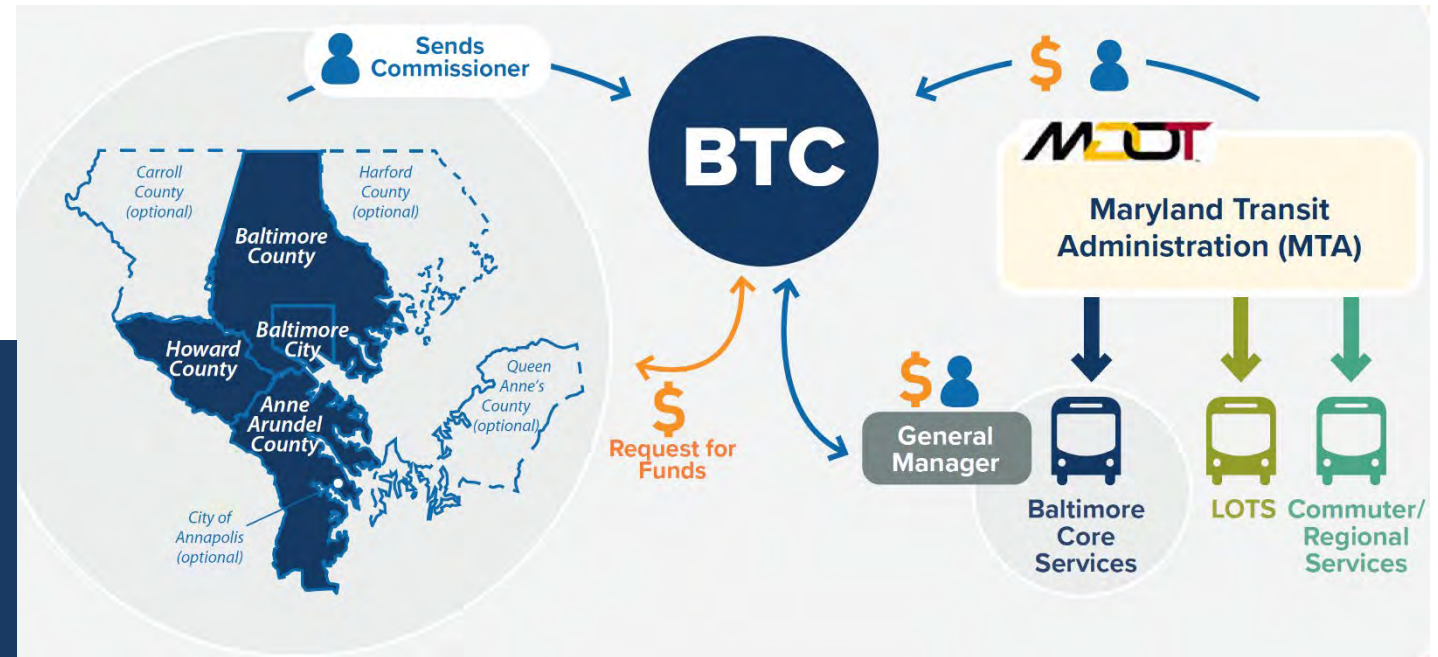 Sends
Commissioner
BTC
$
MDOT
Maryland Transit
Administration (MTA)
Carroll
County
(optional)
Harford
County
(optional)
Baltimore
County
Baltimore
City
Howard
County
Anne
Arundel
County
Queen
Anne's
County
(optional)
City of
Annapolis
(optional)
$
Request for
Funds
$
General
Manager
Baltimore
Core
Services
LOTS
Commuter/
Regional
Services